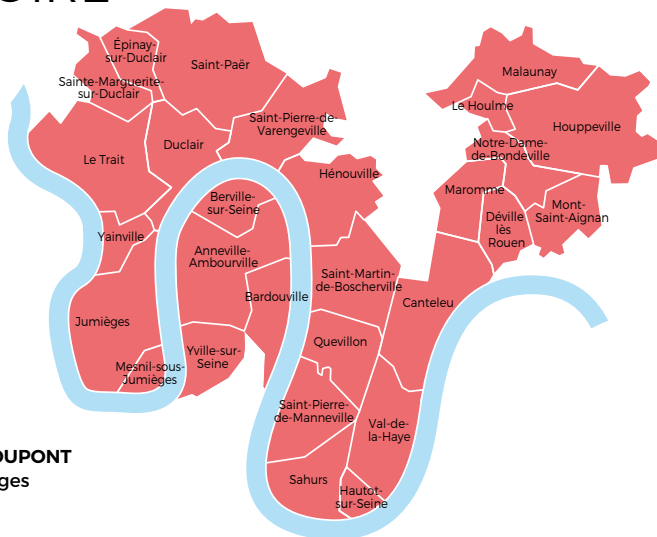 Épinay-
sur-Duclair
Saint-Paër
Malaunay
Sainte-Marguerite-
sur-Duclair
Le Houlme
Saint-Pierre-de-
Varengeville
Houppeville
Duclair
Notre-Dame-
de-Bondeville
Le Trait
Hénouville
Maromme
Berville-
sur-Seine
Mont-
Saint-Aignan
Déville
lès
Rouen
Yainville
Anneville-
Ambourville
Saint-Martin-
de-Boscherville
Bardouville
Canteleu
Jumièges
Quevillon
Yville-sur-
Seine
Mesnil-sous-
Jumièges
Saint-Pierre-
de-Manneville
Val-de-
la-Haye
OUPONT
ges
Sahurs
Hautot-
sur-Seine